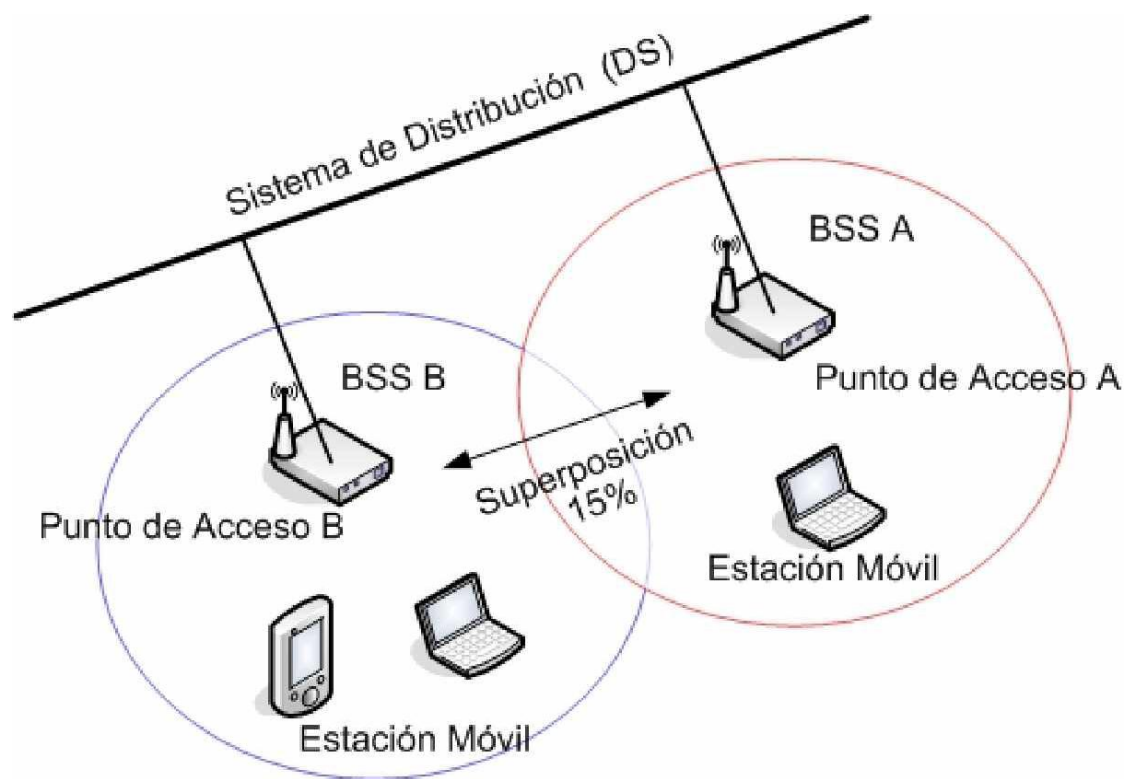 Sistema de Distribución (DS)
BSS A
Punto de Acceso A
BSS B
Punto de Acceso B
Superposición
15%
Estación Móvil
Estación Móvil